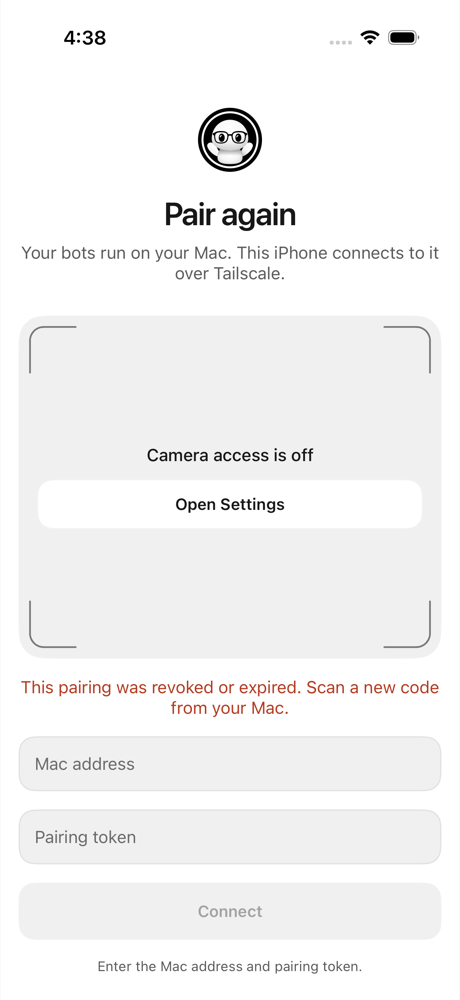 4:38
Pair again
Your bots run on your Mac. This iPhone connects to it
over Tailscale.
Camera access is off
Open Settings
This pairing was revoked or expired. Scan a new code
from your Mac.
Mac address
Pairing token
Connect
Enter the Mac address and pairing token.